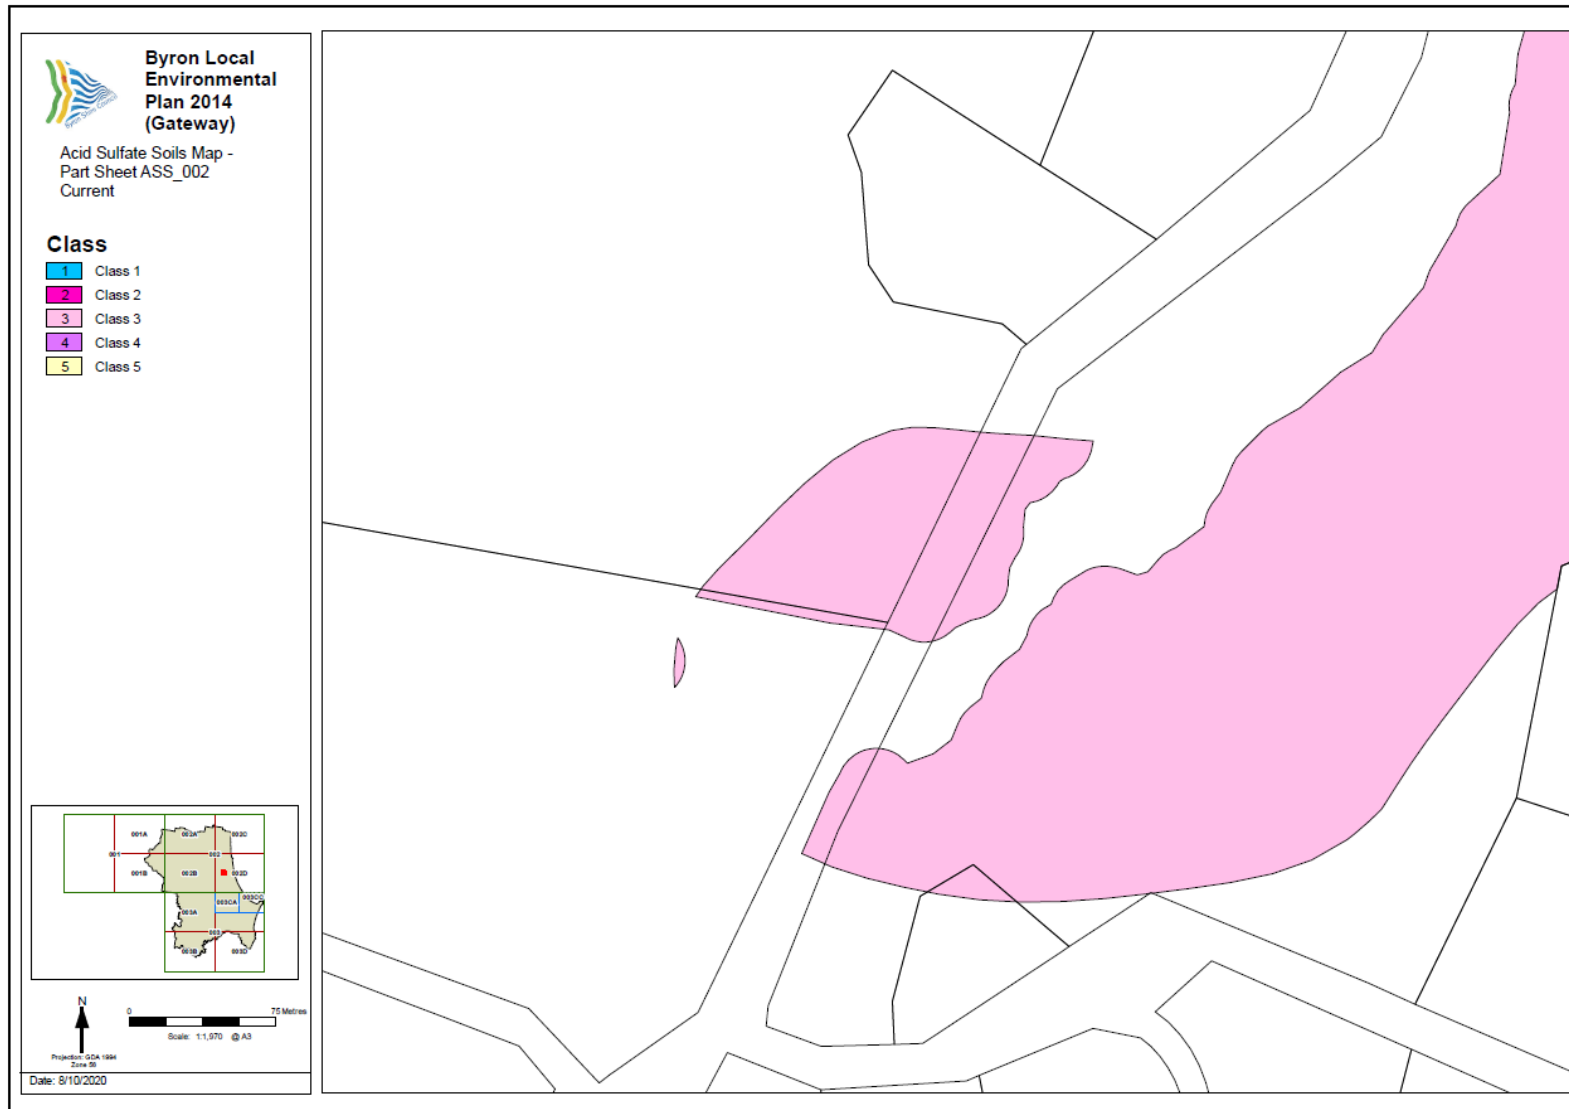 Byron Local
Environmental
Plan 2014
(Gateway)
Byron Shire Council
Acid Sulfate Soils Map -
Part Sheet ASS_002
Current
Class
1 Class 1
2 Class 2
3 Class 3
4 Class 4
5 Class 5
001A 002A 002C
001 002
001B 002B 002D
003CA 003CC
003A
003
003B 003D
N
0 75 Metres
Scale: 1:1,970 @ A3
Projection: GDA 1994
Zone 56
Date: 8/10/2020